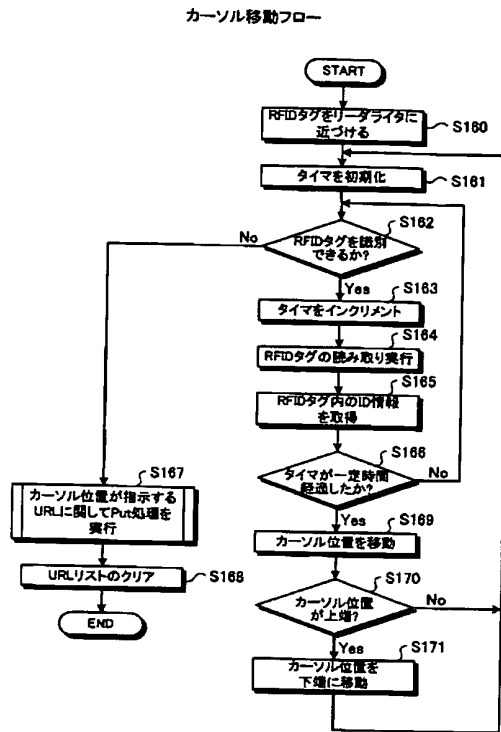 カーソル移動フロー
START
RFIDタグをリーダライタに
近づける
S160
タイマを初期化
S161
S162
RFIDタグを識別
できるか?
No
Yes
S163
タイマをインクリメント
S164
RFIDタグの読み取り実行
S165
RFIDタグ内のID情報
を取得
S166
タイマが一定時間
経過したか?
No
Yes
S167
カーソル位置が指示する
URLに関してPut処理を
実行
S169
カーソル位置を移動
URLリストのクリア
S168
S170
カーソル位置
が上端?
No
END
Yes
S171
カーソル位置を
下端に移動